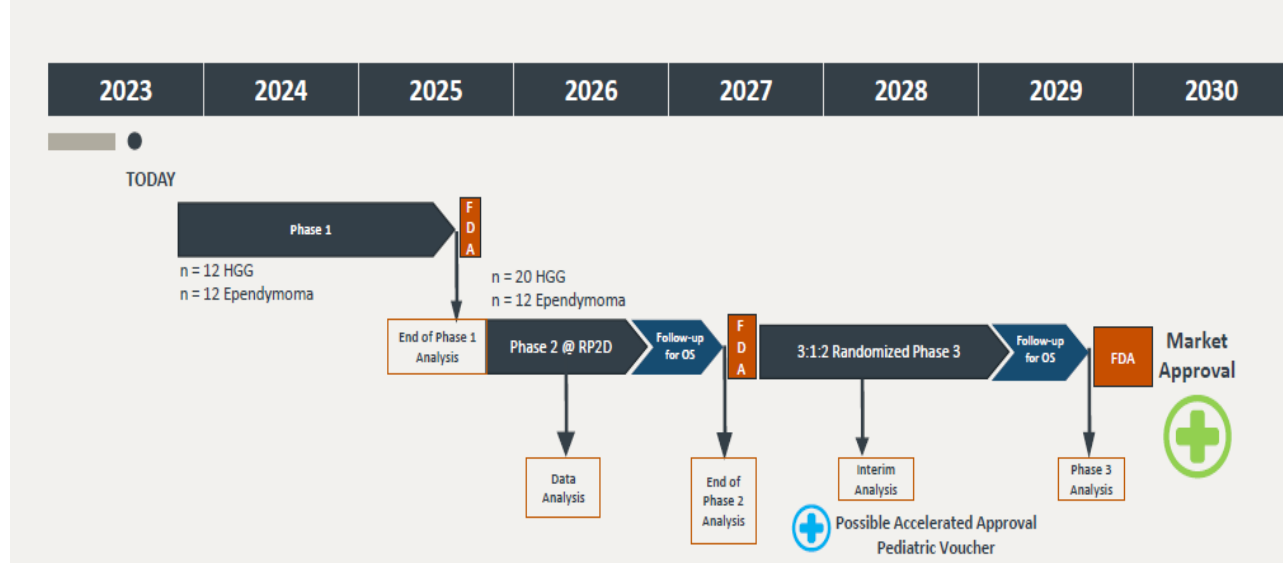 2023 2024 2025 2026 2027 2028 2029 2030
TODAY
Phase 1
F
D
A
n = 12 HGG
n = 12 Ependymoma
n = 20 HGG
n = 12 Ependymoma
End of Phase 1
Analysis
Phase 2 @ RP2D
Follow-up
for OS
F
D
A
3:1:2 Randomized Phase 3
Follow-up
for OS
FDA
Market
Approval
Data
Analysis
End of
Phase 2
Analysis
Interim
Analysis
Phase 3
Analysis
Possible Accelerated Approval
Pediatric Voucher